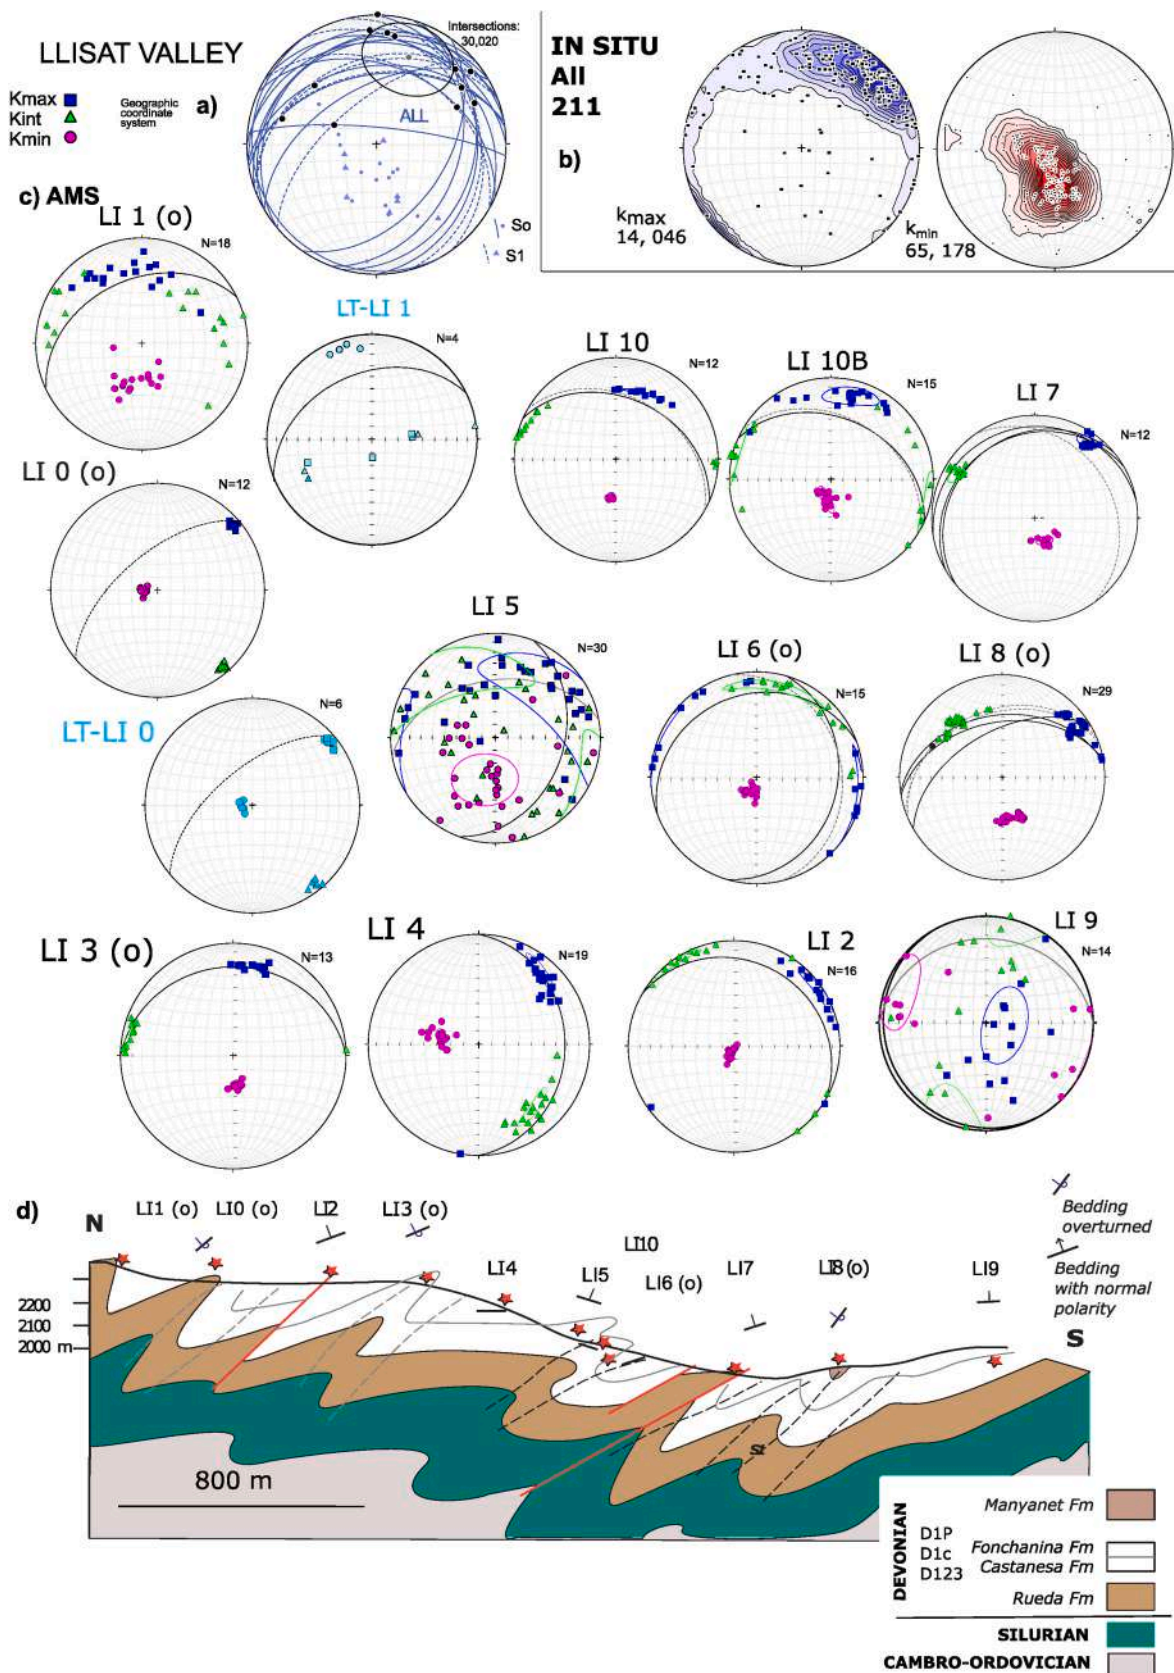 LLISAT VALLEY
Kmax
Kint
Kmin
Geographic
coordinate
system
a)
Intersections:
30,020
ALL
So
S1
IN SITU
All
211
b)
kmax
14, 046
kmin
65, 178
c) AMS
LI 1 (o)
N=18
LT-LI 1
N=4
LI 10
N=12
LI 10B
N=15
LI 7
N=12
LI 0 (o)
N=12
LI 5
N=30
LI 6 (o)
N=15
LI 8 (o)
N=29
LT-LI 0
N=6
LI 3 (o)
N=13
LI 4
N=19
LI 2
N=16
LI 9
N=14
d)
N
LI1 (o)
LI0 (o)
LI2
LI3 (o)
LI4
LI5
LI10
LI6 (o)
LI7
LI8 (o)
LI9
S
Bedding
overturned
Bedding
with normal
polarity
2200
2100
2000 m
800 m
St
DEVONIAN
Manyanet Fm
D1P
D1c
D123
Fonchanina Fm
Castanesa Fm
Rueda Fm
SILURIAN
CAMBRO-ORDOVICIAN